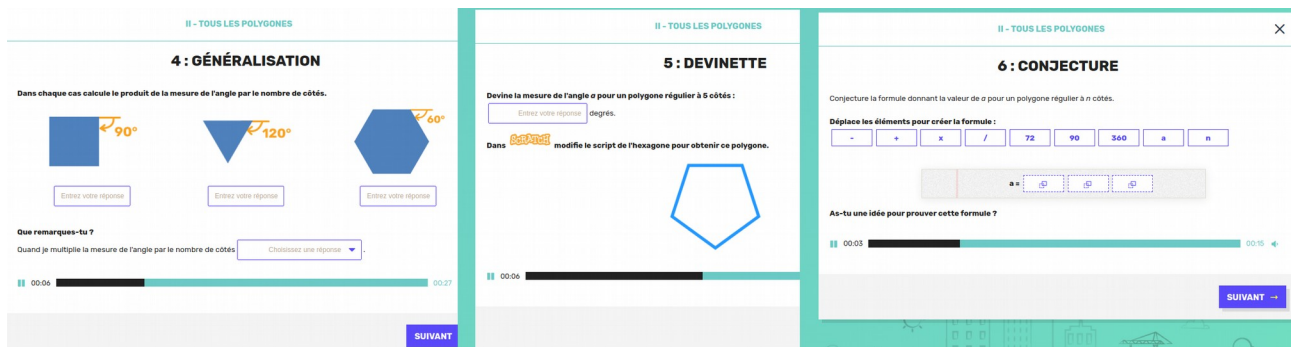 II - TOUS LES POLYGONES
4 : GÉNÉRALISATION
Dans chaque cas calcule le produit de la mesure de l'angle par le nombre de côtés.
90°
120°
60°
Entrez votre réponse
Entrez votre réponse
Entrez votre réponse
Que remarques-tu ?
Quand je multiplie la mesure de l'angle par le nombre de côtés Choisissez une réponse .
00:06
00:27
SUIVANT
II - TOUS LES POLYGONES
5 : DEVINETTE
Devine la mesure de l'angle a pour un polygone régulier à 5 côtés :
Entrez votre réponse degrés.
Dans SCRATCH modifie le script de l'hexagone pour obtenir ce polygone.
00:06
II - TOUS LES POLYGONES
6 : CONJECTURE
Conjecture la formule donnant la valeur de a pour un polygone régulier à n côtés.
Déplace les éléments pour créer la formule :
- + x / 72 90 360 a n
a =
As-tu une idée pour prouver cette formule ?
00:03
00:15
SUIVANT →